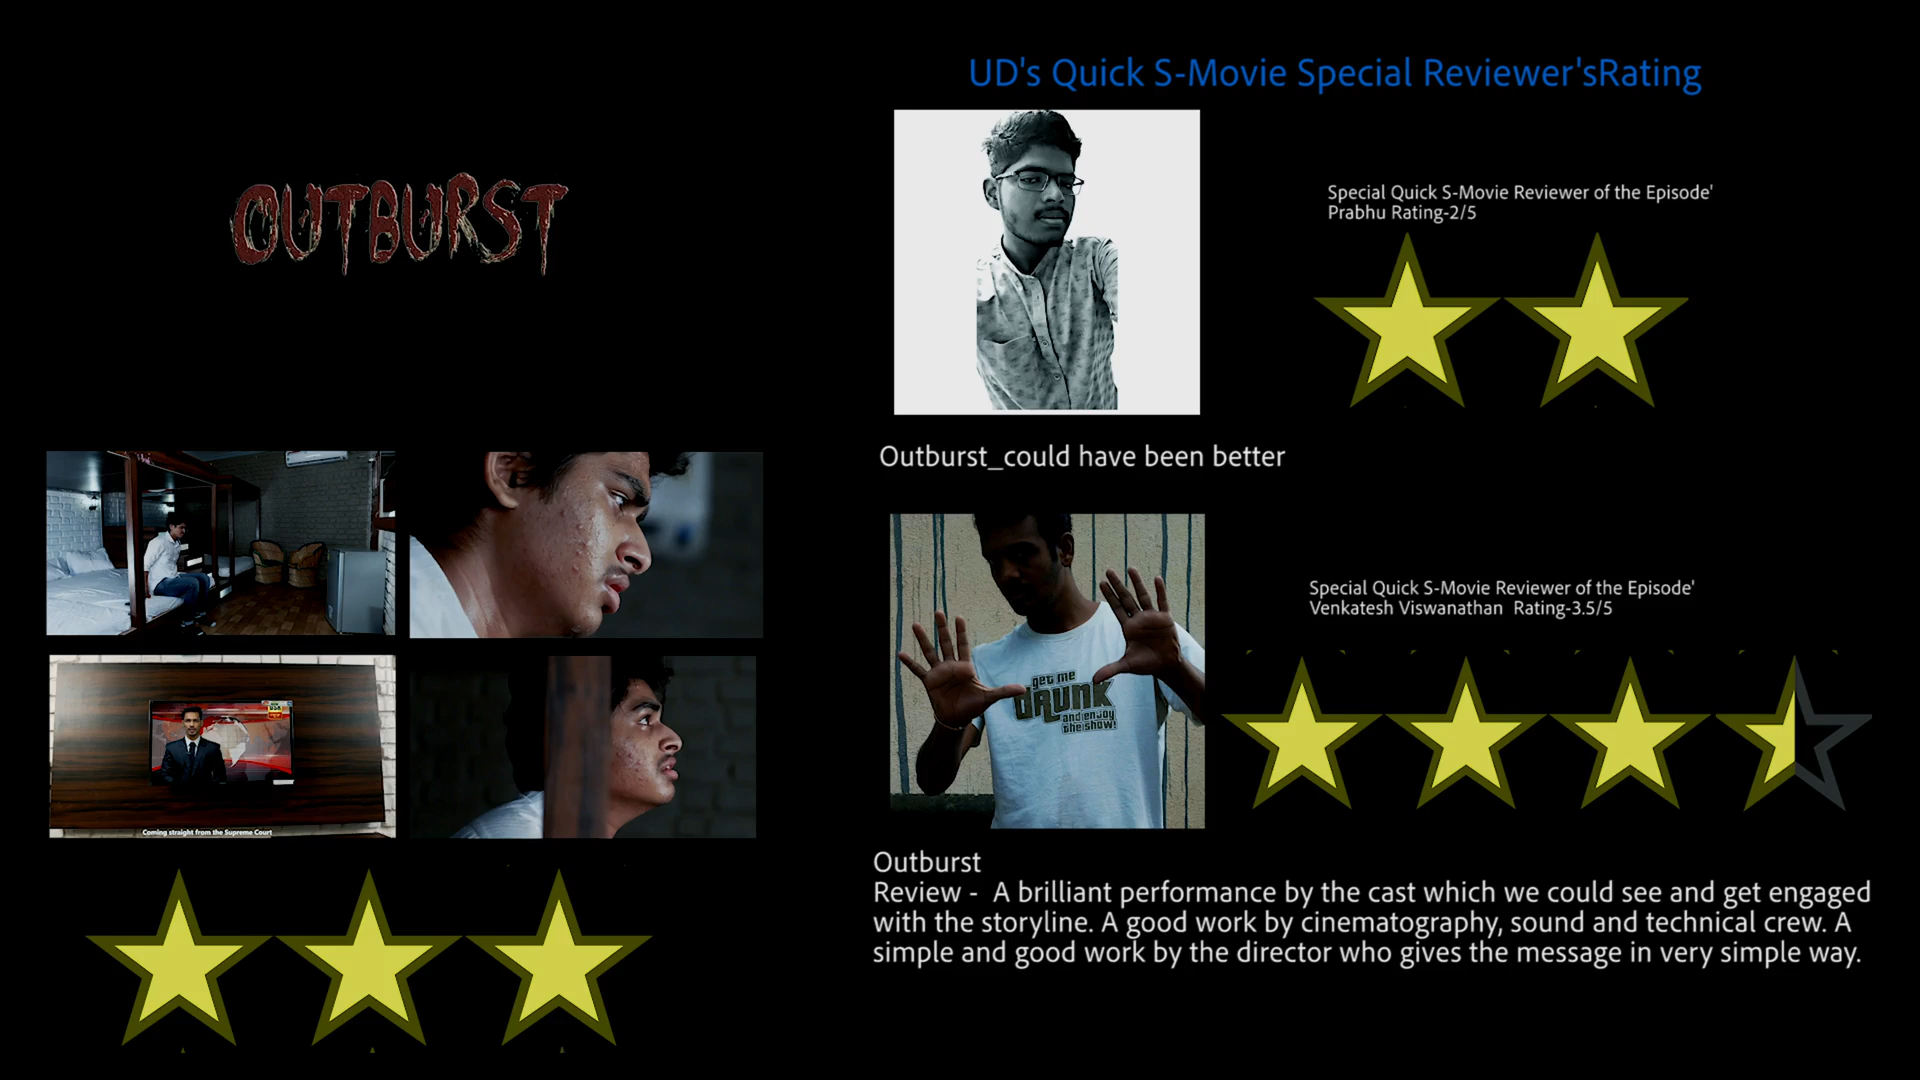 UD's Quick S-Movie Special Reviewer'sRating
OUTBURST
Special Quick S-Movie Reviewer of the Episode'
Prabhu Rating-2/5
Outburst_could have been better
get me
DRUNK
and enjoy
the show!
Special Quick S-Movie Reviewer of the Episode'
Venkatesh Viswanathan  Rating-3.5/5
Coming straight from the Supreme Court
Outburst
Review -  A brilliant performance by the cast which we could see and get engaged
with the storyline. A good work by cinematography, sound and technical crew. A
simple and good work by the director who gives the message in very simple way.